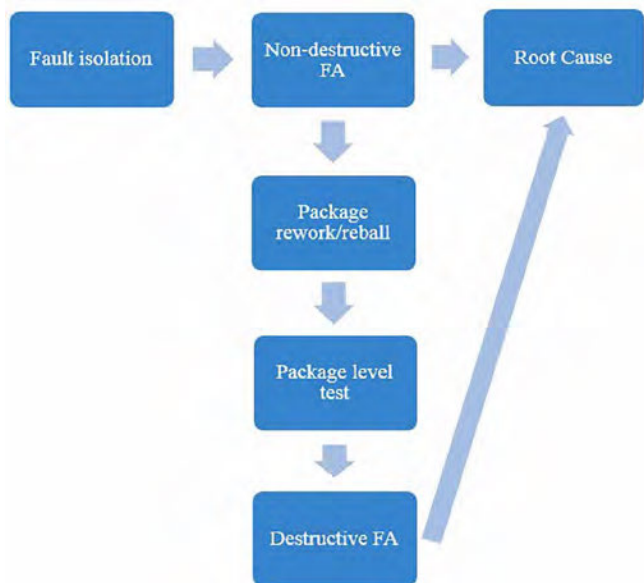 Fault isolation
Non-destructive
FA
Root Cause
Package
rework/reball
Package level
test
Destructive FA